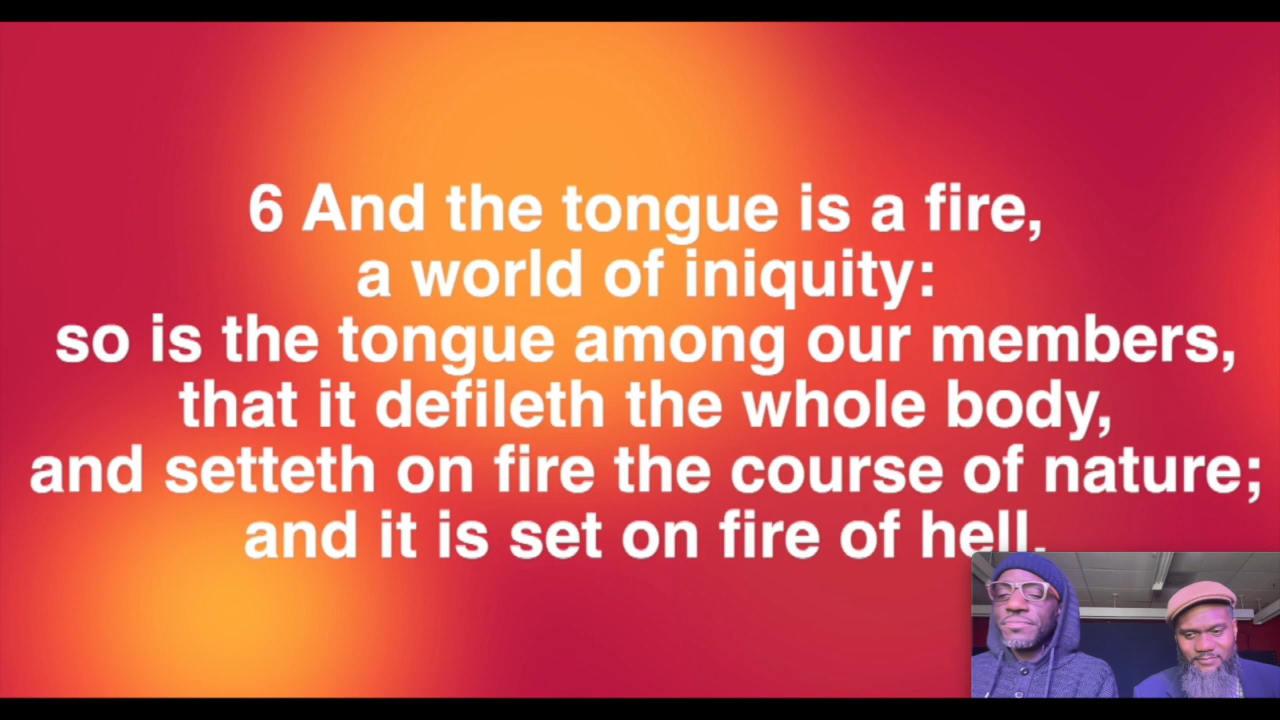 6 And the tongue is a fire,
a world of iniquity:
so is the tongue among our members,
that it defileth the whole body,
and setteth on fire the course of nature;
and it is set on fire of hell.